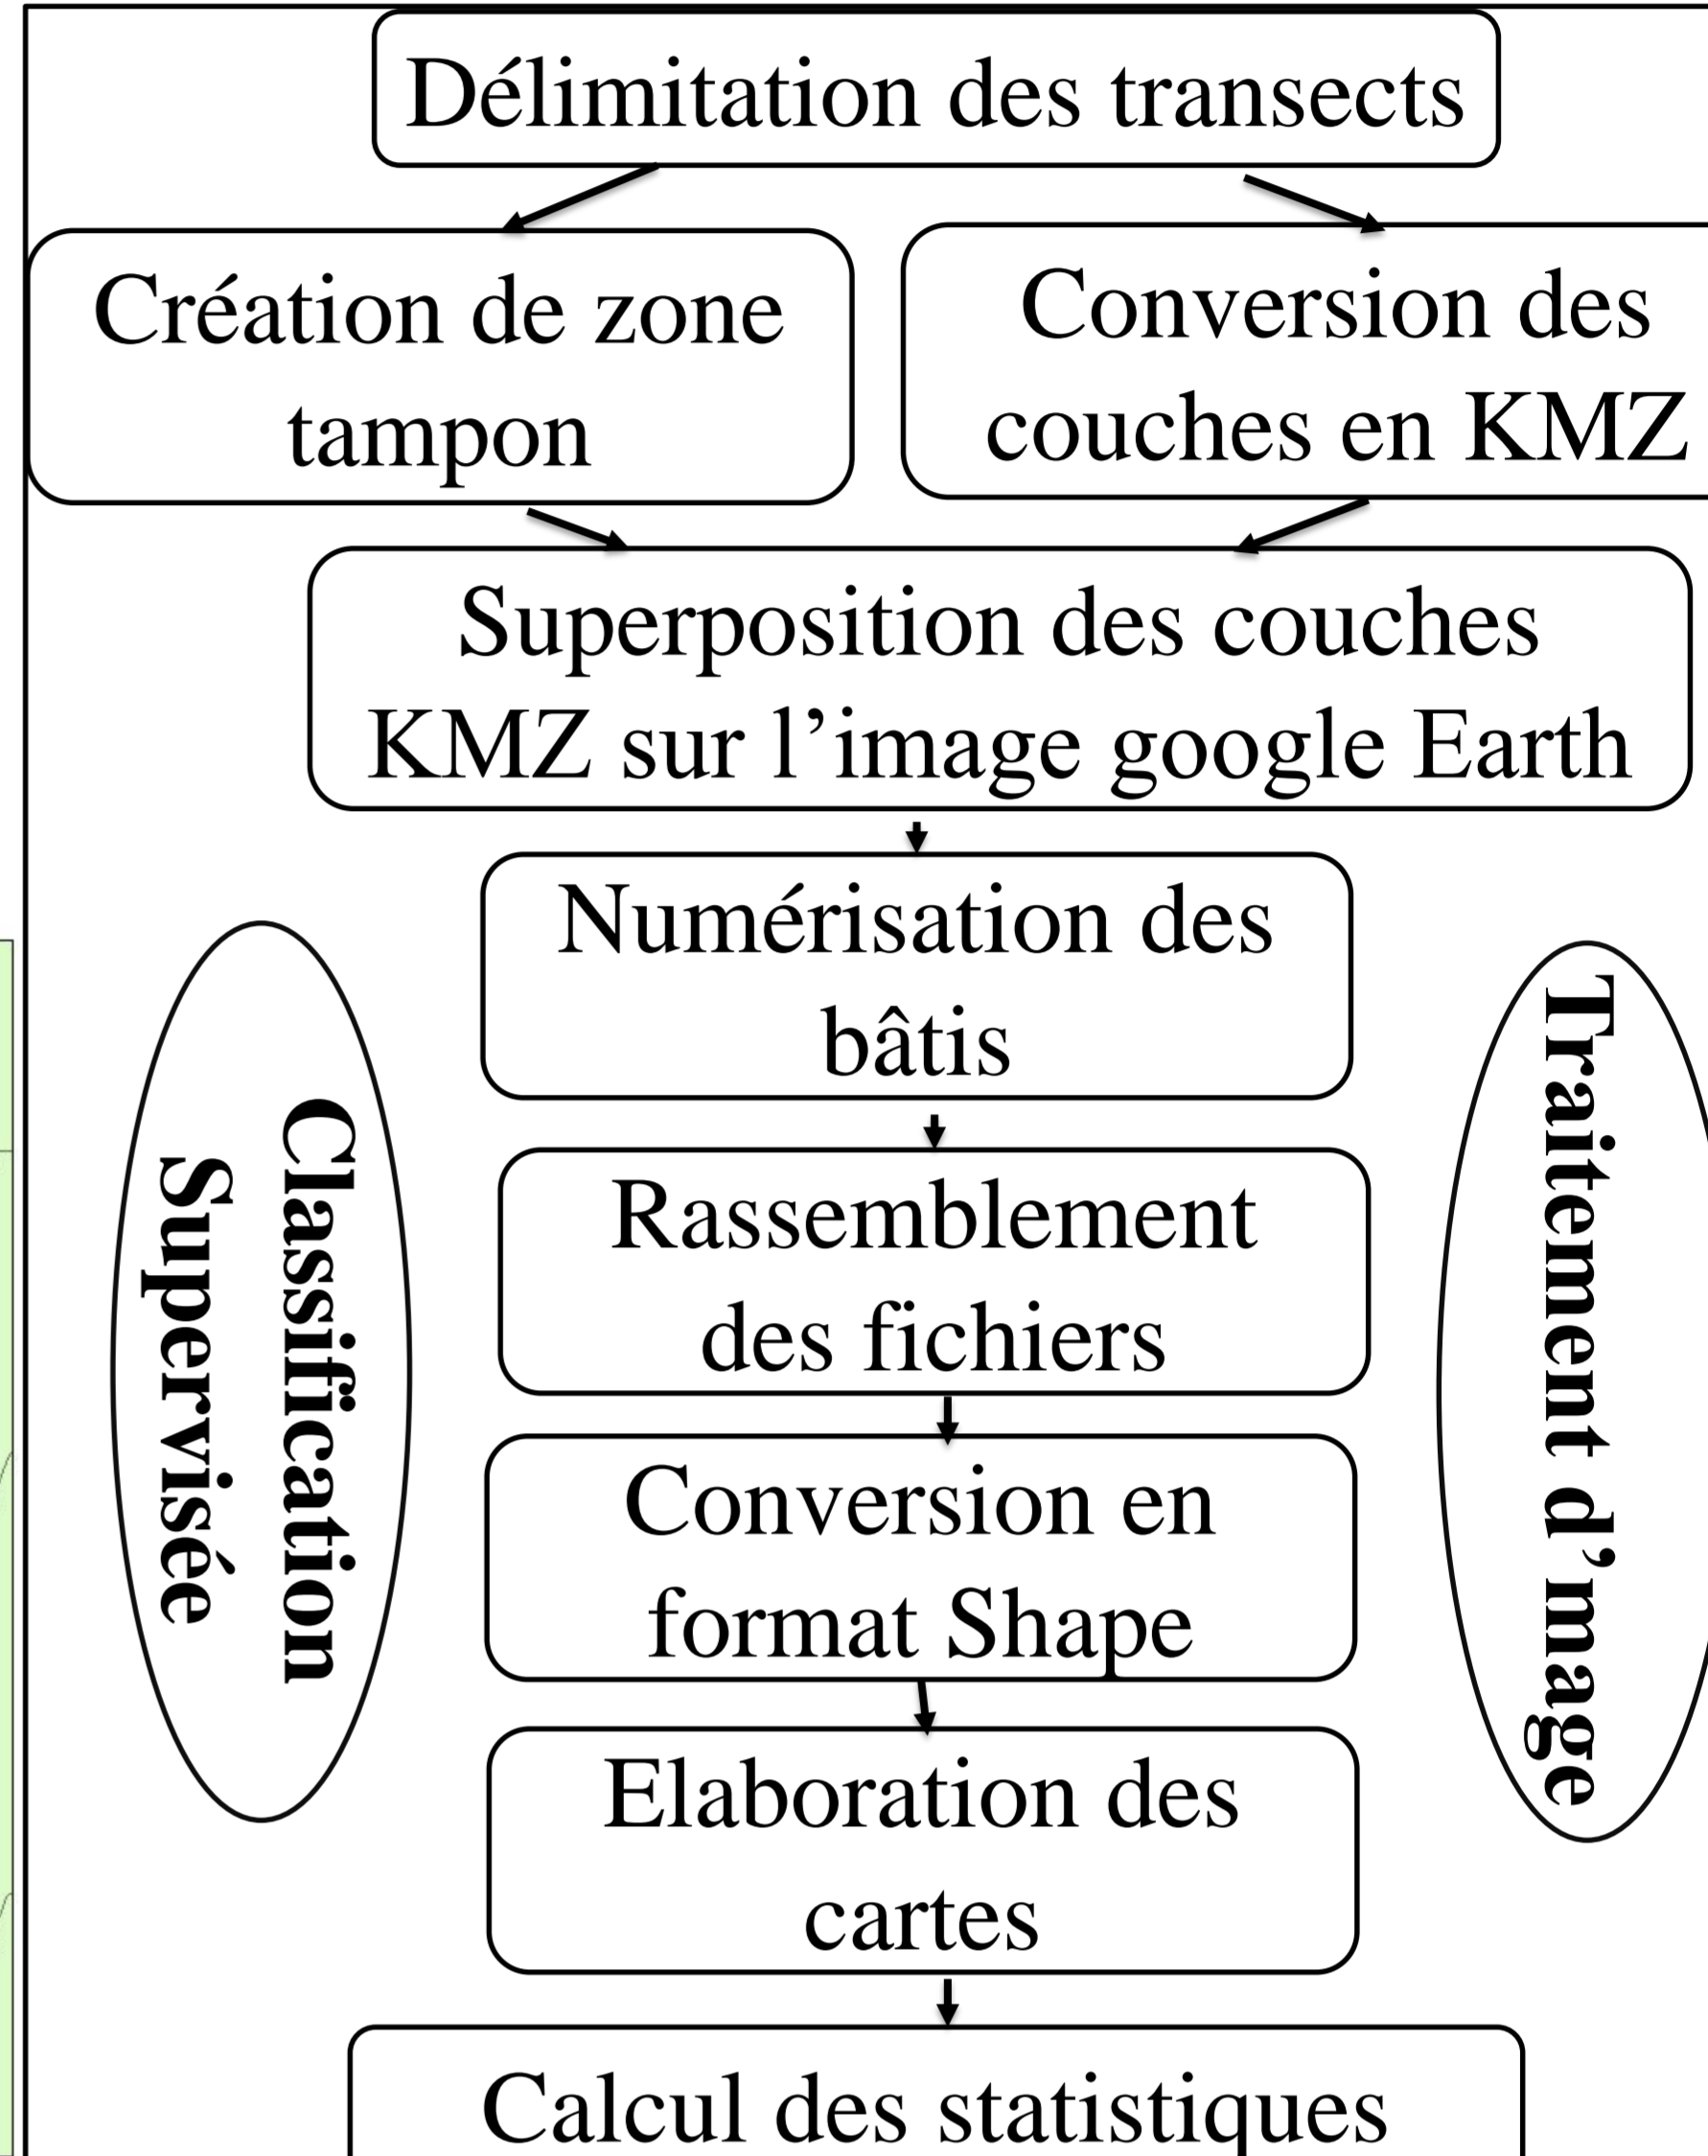 Délimitation des transects
Création de zone
tampon
Conversion des
couches en KMZ
Superposition des couches
KMZ sur l’image google Earth
Numérisation des
bâtis
Rassemblement
des fichiers
Conversion en
format Shape
Elaboration des
cartes
Calcul des statistiques
Classification
Supervisée
Traitement d’image